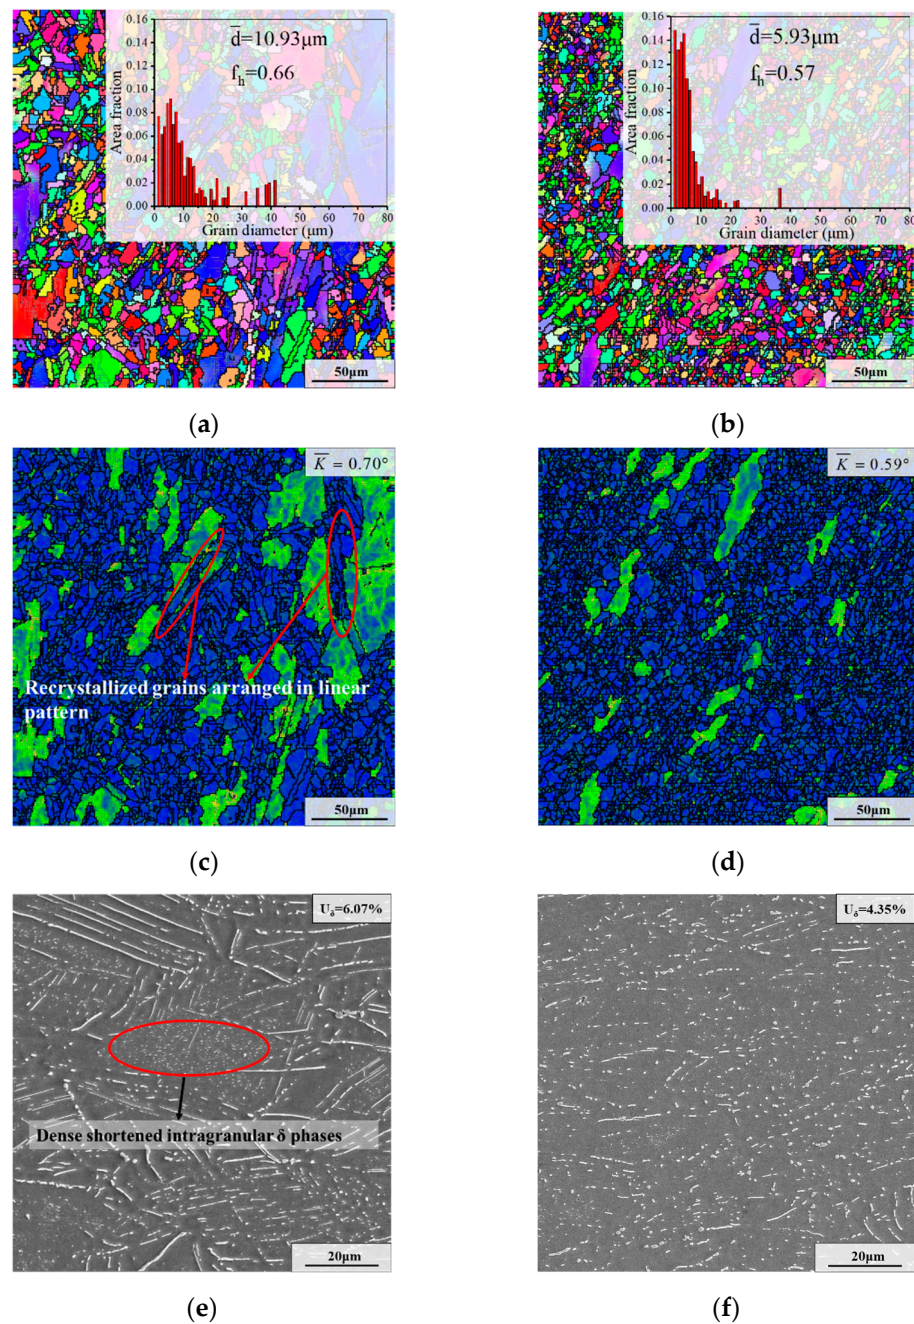 0.16
0.14
0.12
0.10
0.08
0.06
0.04
0.02
0.00
Area fraction
d̅=10.93μm
f_h=0.66
0 10 20 30 40 50 60 70 80
Grain diameter (μm)
50μm
(a)
0.16
0.14
0.12
0.10
0.08
0.06
0.04
0.02
0.00
Area fraction
d̅=5.93μm
f_h=0.57
0 10 20 30 40 50 60 70 80
Grain diameter (μm)
50μm
(b)
K̅ = 0.70°
Recrystallized grains arranged in linear
pattern
50μm
(c)
K̅ = 0.59°
50μm
(d)
U_δ=6.07%
Dense shortened intragranular δ phases
20μm
(e)
U_δ=4.35%
20μm
(f)